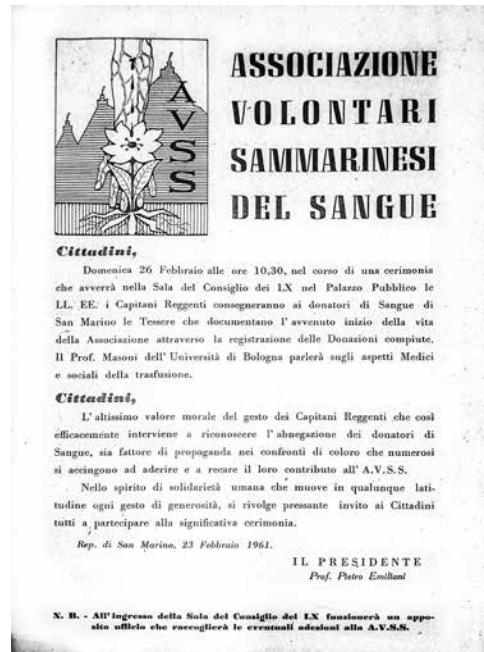 A
V
S
S
ASSOCIAZIONE
VOLONTARI
SAMMARINESI
DEL SANGUE
Cittadini,
Domenica 26 Febbraio alle ore 10,30, nel corso di una cerimonia
che avverrà nella Sala del Consiglio dei LX nel Palazzo Pubblico le
LL. EE. i Capitani Reggenti consegneranno ai donatori di Sangue di
San Marino le Tessere che documentano l'avvenuto inizio della vita
della Associazione attraverso la registrazione delle Donazioni compiute.
Il Prof. Masoni dell'Università di Bologna parlerà sugli aspetti Medici
e sociali della trasfusione.
Cittadini,
L'altissimo valore morale del gesto dei Capitani Reggenti che così
efficacemente interviene a riconoscere l'abnegazione dei donatori di
Sangue, sia fattore di propaganda nei confronti di coloro che numerosi
si accingono ad aderire e a recare il loro contributo all'A.V.S.S.
Nello spirito di solidarietà umana che muove in qualunque lati-
tudine ogni gesto di generosità, si rivolge pressante invito ai Cittadini
tutti a partecipare alla significativa cerimonia.
Rep. di San Marino, 23 Febbraio 1961.
IL PRESIDENTE
Prof. Pietro Emiliani
N. B. - All'ingresso della Sala del Consiglio dei LX funzionerà un appo-
sito ufficio che raccoglierà le eventuali adesioni alla A.V.S.S.